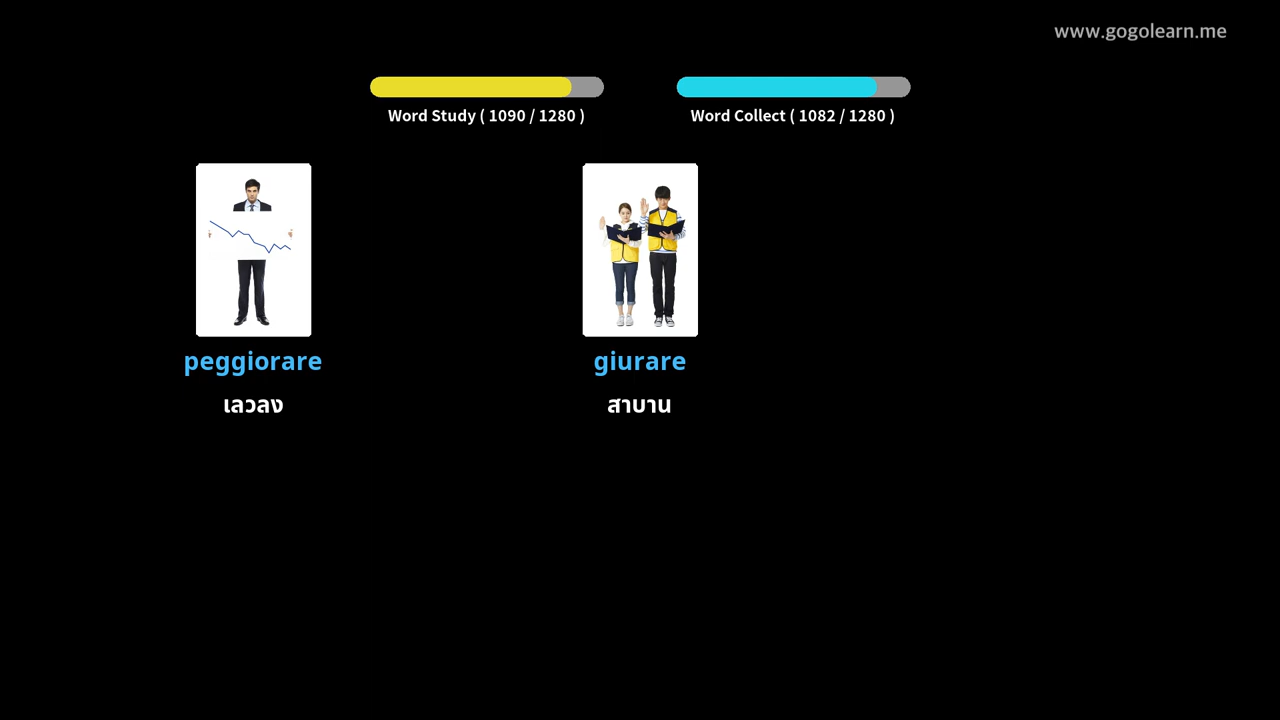 www.gogolearn.me
Word Study ( 1090 / 1280 )
Word Collect ( 1082 / 1280 )
peggiorare
giurare
เลวลง
สาบาน